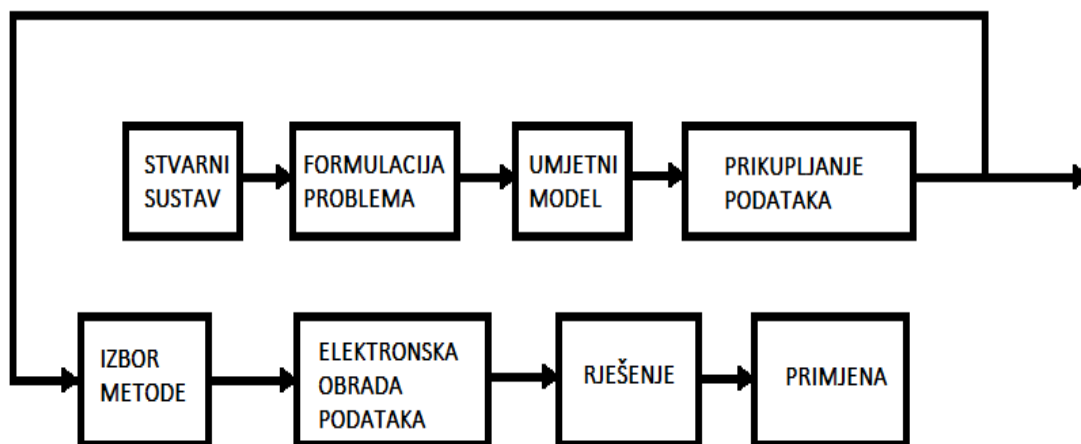 STVARNI
SUSTAV
FORMULACIJA
PROBLEMA
UMJETNI
MODEL
PRIKUPLJANJE
PODATAKA
IZBOR
METODE
ELEKTRONSKA
OBRADA
PODATAKA
RJEŠENJE
PRIMJENA